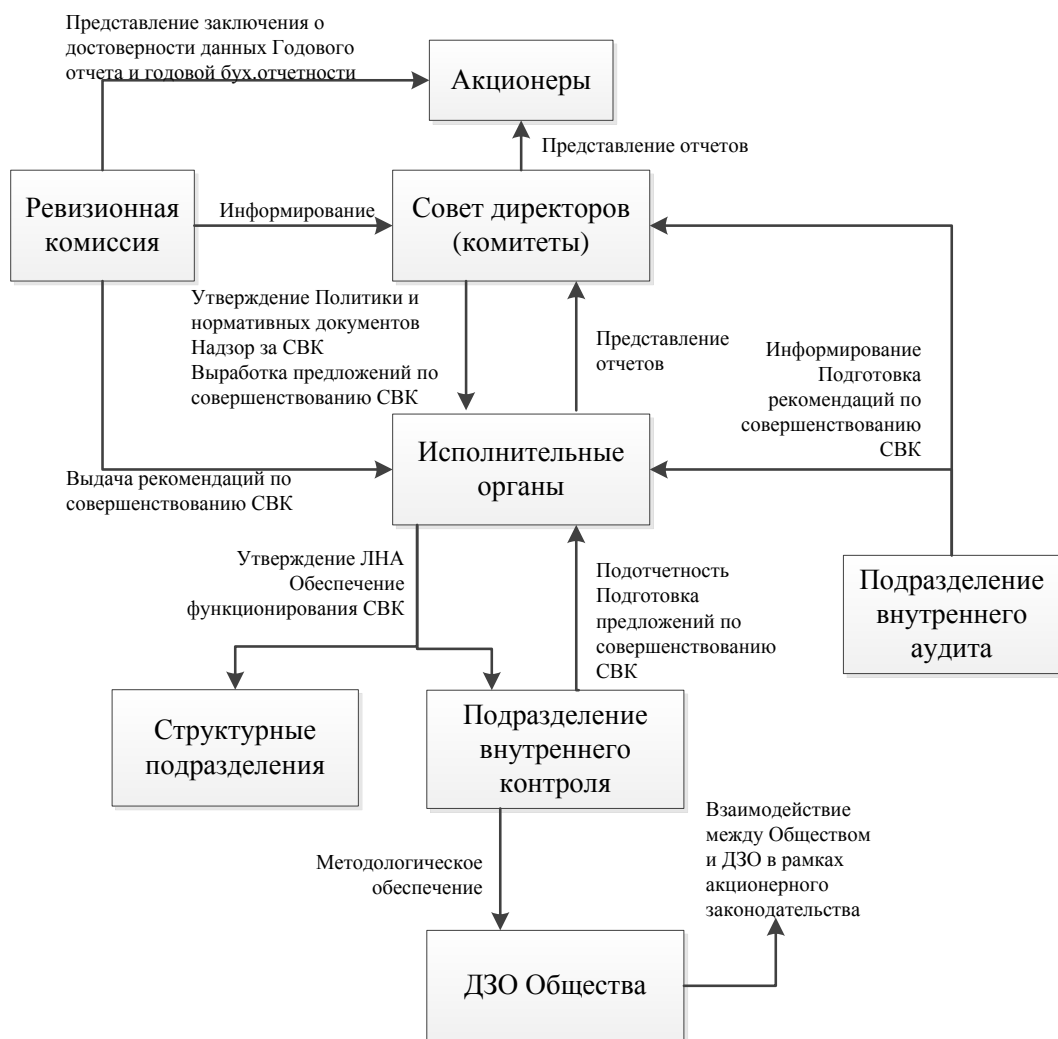 Представление заключения о
достоверности данных Годового
отчета и годовой бух.отчетности
Акционеры
Представление отчетов
Ревизионная
комиссия
Информирование
Совет директоров
(комитеты)
Утверждение Политики и
нормативных документов
Надзор за СВК
Выработка предложений по
совершенствованию СВК
Представление
отчетов
Информирование
Подготовка
рекомендаций по
совершенствованию
СВК
Исполнительные
органы
Выдача рекомендаций по
совершенствованию СВК
Утверждение ЛНА
Обеспечение
функционирования СВК
Подотчетность
Подготовка
предложений по
совершенствованию
СВК
Подразделение
внутреннего
аудита
Структурные
подразделения
Подразделение
внутреннего
контроля
Методологическое
обеспечение
Взаимодействие
между Обществом
и ДЗО в рамках
акционерного
законодательства
ДЗО Общества